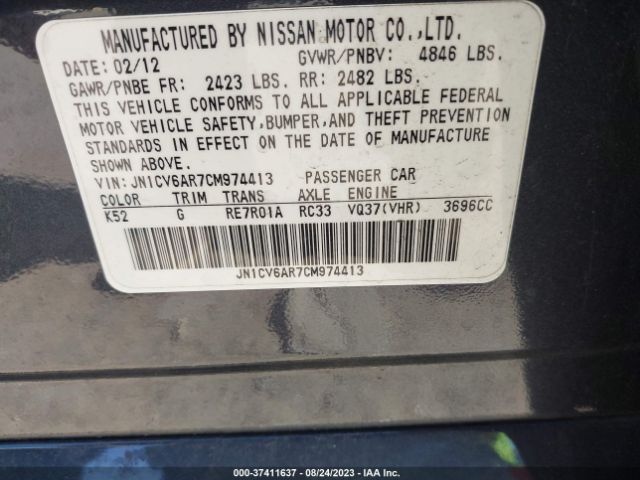 MANUFACTURED BY NISSAN MOTOR CO.,LTD.
DATE: 02/12 GVWR/PNBV: 4846 LBS.
GAWR/PNBE FR: 2423 LBS. RR: 2482 LBS.
THIS VEHICLE CONFORMS TO ALL APPLICABLE FEDERAL
MOTOR VEHICLE SAFETY,BUMPER,AND THEFT PREVENTION
STANDARDS IN EFFECT ON THE DATE OF MANUFACTURE
SHOWN ABOVE.
VIN: JN1CV6AR7CM974413 PASSENGER CAR
COLOR TRIM TRANS AXLE ENGINE
K52 G RE7R01A RC33 VQ37(VHR) 3696CC
JN1CV6AR7CM974413
000-37411637 - 08/24/2023 - IAA Inc.